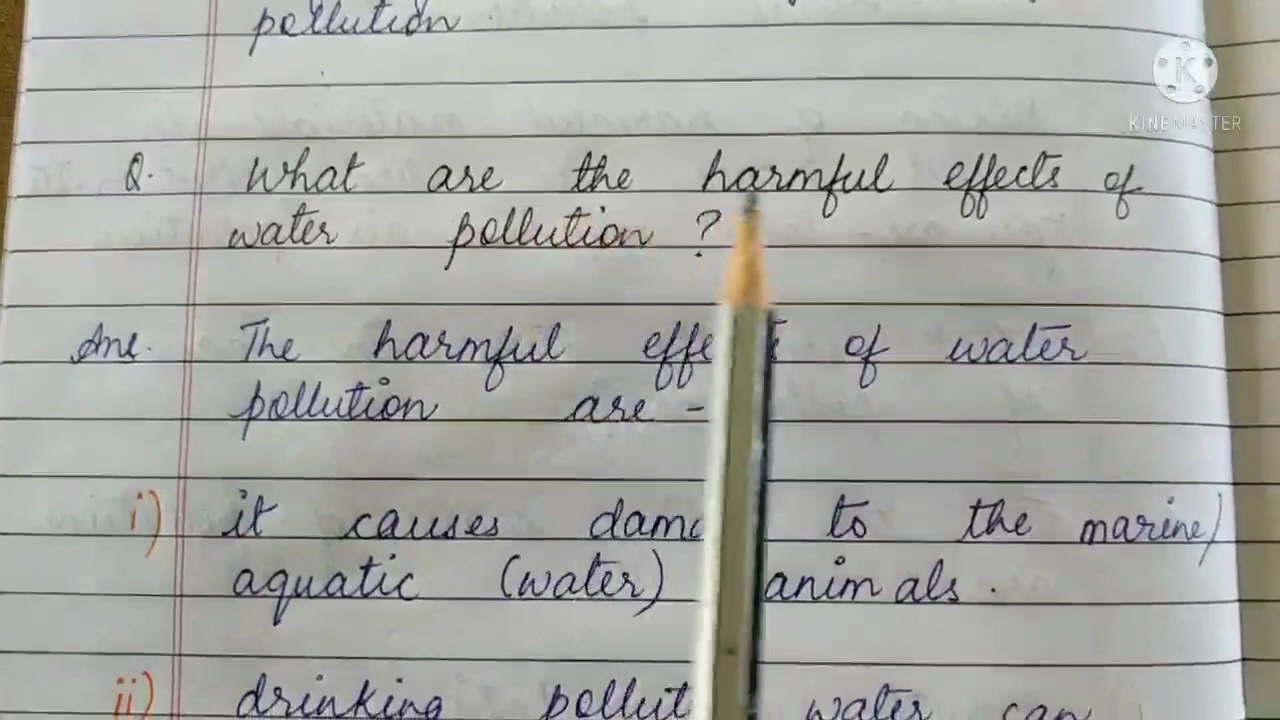 pollution.
KINEMASTER
Q. What are the harmful effects of
water pollution ?
Ans. The harmful of water
pollution are -
i) it causes to the marine/
aquatic (water) animals.
ii) drinking water can